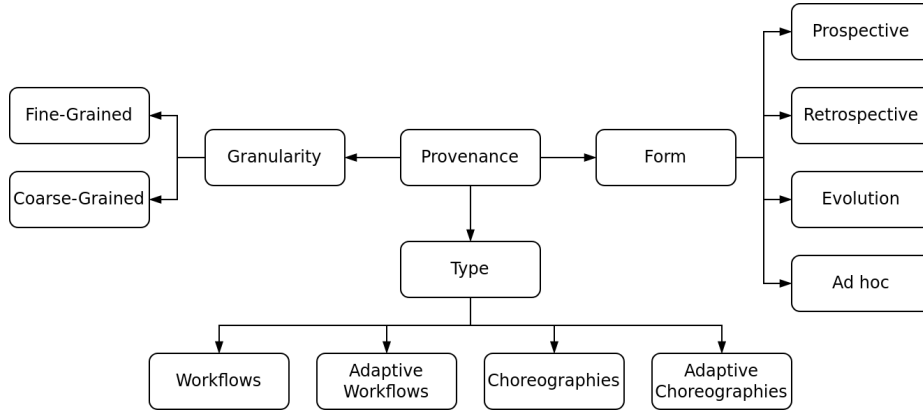 Prospective
Fine-Grained
Retrospective
Granularity
Provenance
Form
Coarse-Grained
Evolution
Type
Ad hoc
Workflows
Adaptive
Workflows
Choreographies
Adaptive
Choreographies